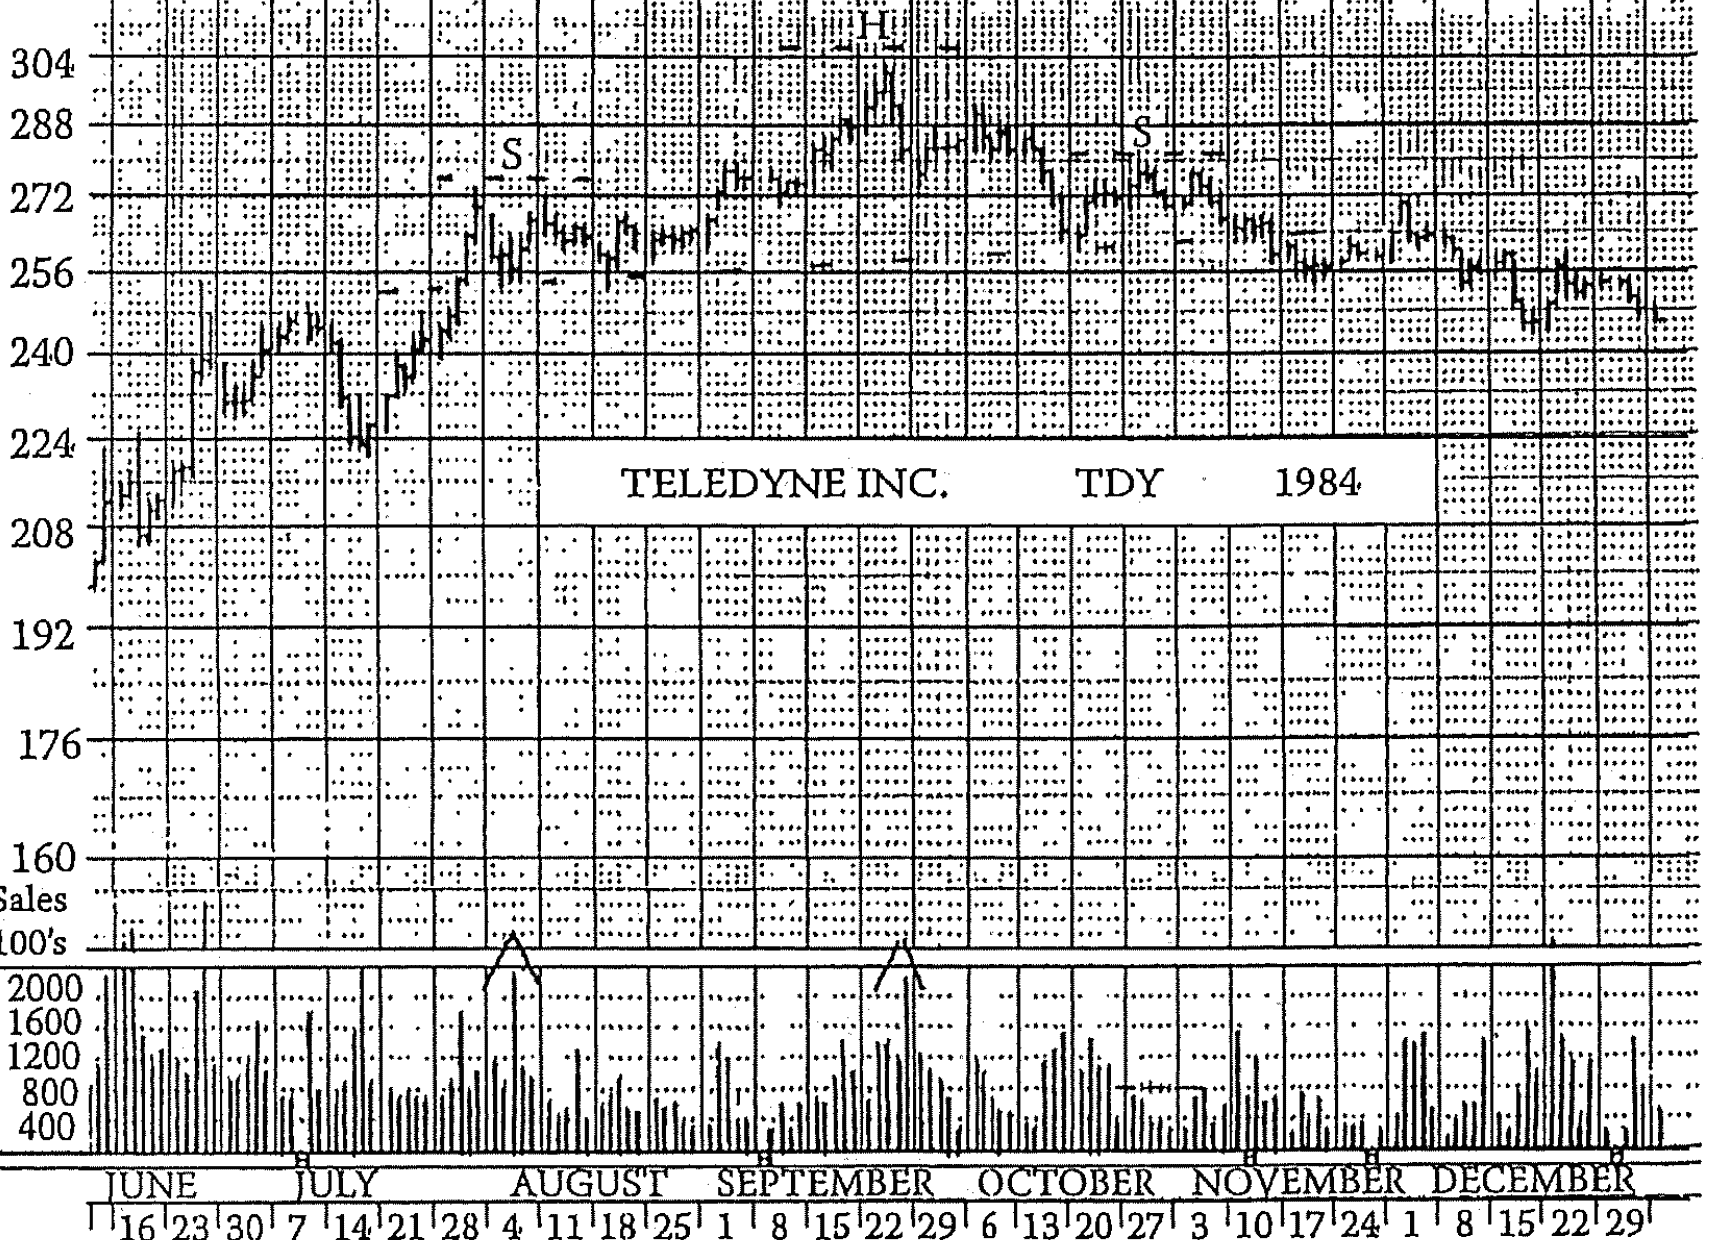 H
304
288
S
S
272
256
240
224
TELEDYNE INC. TDY 1984
208
192
176
160
Sales
100's
2000
1600
1200
800
400
H H H H H
JUNE JULY AUGUST SEPTEMBER OCTOBER NOVEMBER DECEMBER
16 23 30 7 14 21 28 4 11 18 25 1 8 15 22 29 6 13 20 27 3 10 17 24 1 8 15 22 29